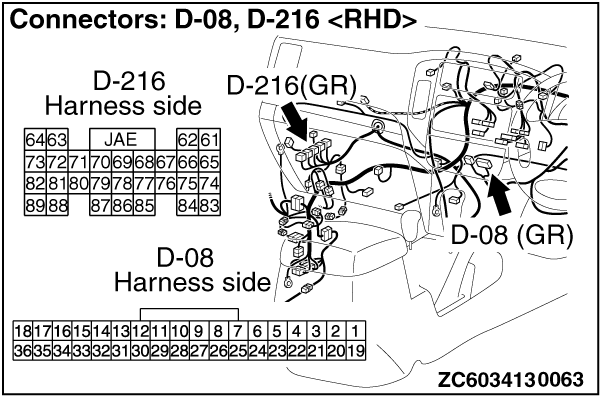 Connectors: D-08, D-216 <RHD>
D-216
Harness side
D-216(GR)
64 63 JAE 62 61
73 72 71 70 69 68 67 66 65
82 81 80 79 78 77 76 75 74
89 88 87 86 85 84 83
D-08 (GR)
D-08
Harness side
18 17 16 15 14 13 12 11 10 9 8 7 6 5 4 3 2 1
36 35 34 33 32 31 30 29 28 27 26 25 24 23 22 21 20 19
ZC6034130063